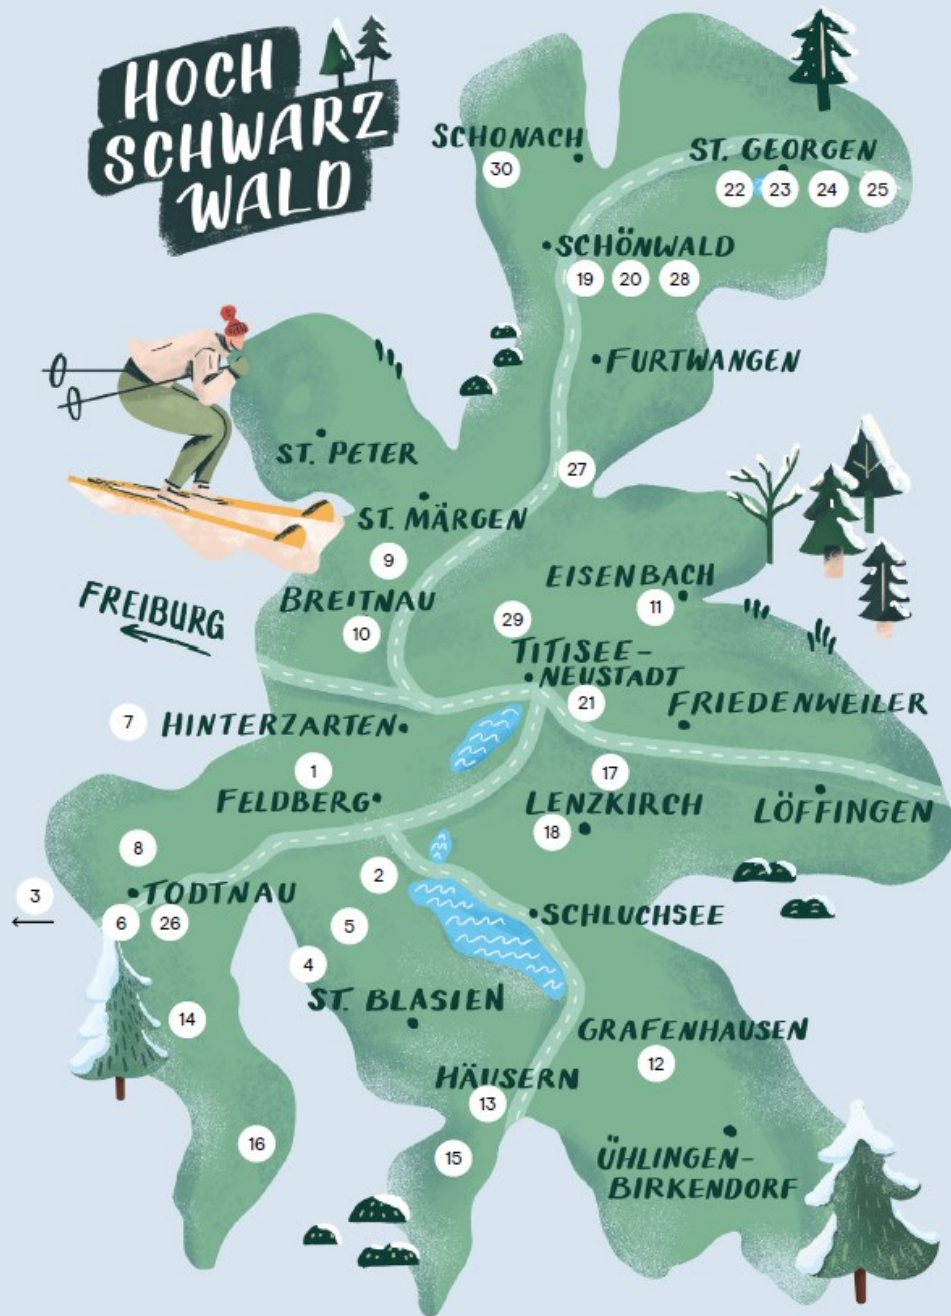 HOCH
SCHWARZ
WALD
SCHONACH
30
ST. GEORGEN
22 23 24 25
SCHÖNWALD
19 20 28
FURTWANGEN
ST. PETER
27
ST. MÄRGEN
9
EISENBACH
11
FREIBURG
BREITNAU
10
29
TITISEE-
NEUSTADT
21
FRIEDENWEILER
7
HINTERZARTEN
1
17
FELDBERG
LENZKIRCH
18
LÖFFINGEN
8
2
3
TODTNAU
6 26
5
SCHLUCHSEE
4
ST. BLASIEN
14
GRAFENHAUSEN
12
HÄUSERN
13
16
15
ÜHLINGEN-
BIRKENDORF